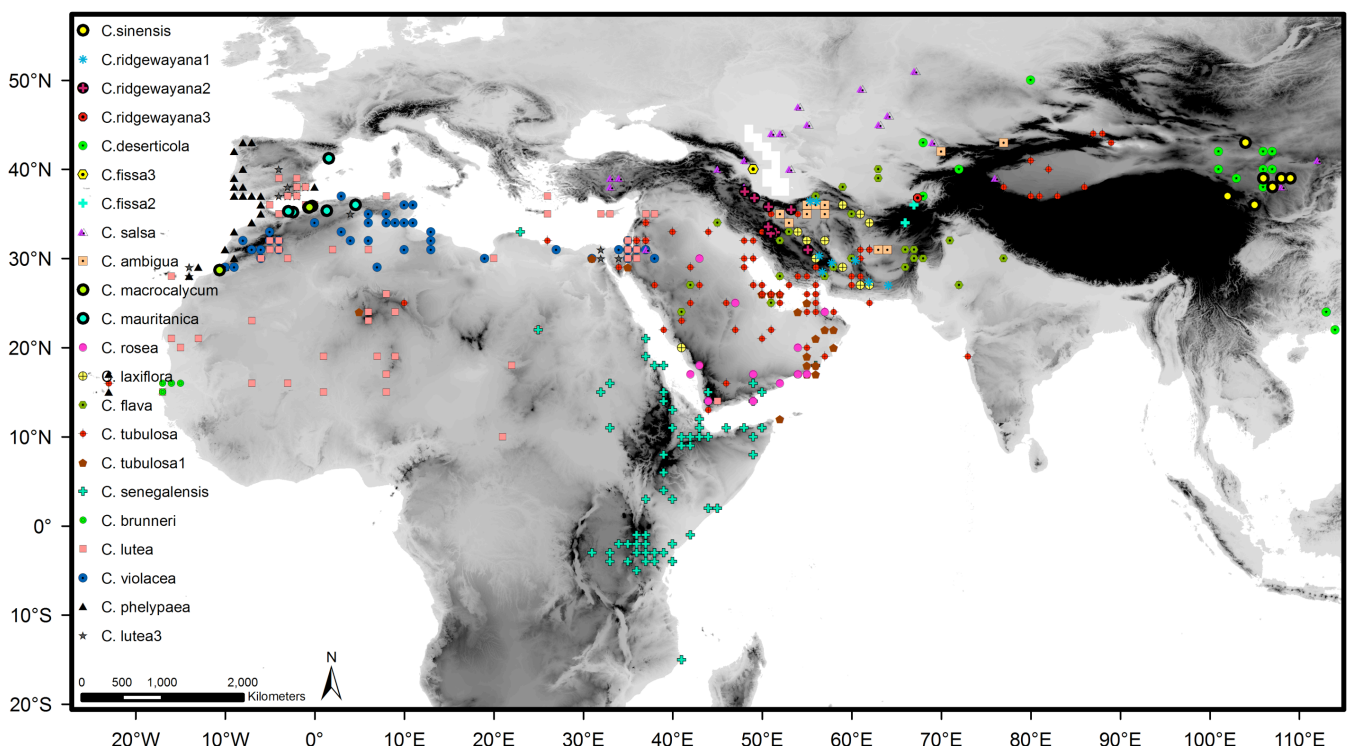 C.sinensis
C.ridgewayana1
C.ridgewayana2
C.ridgewayana3
C.deserticola
C.fissa3
C.fissa2
C. salsa
C. ambigua
C. macrocalycum
C. mauritanica
C. rosea
C. laxiflora
C. flava
C. tubulosa
C. tubulosa1
C. senegalensis
C. brunneri
C. lutea
C. violacea
C. phelypaea
C. lutea3
50°N
40°N
30°N
20°N
10°N
0°
10°S
20°S
0 500 1,000 2,000
Kilometers
N
20°W 10°W 0° 10°E 20°E 30°E 40°E 50°E 60°E 70°E 80°E 90°E 100°E 110°E